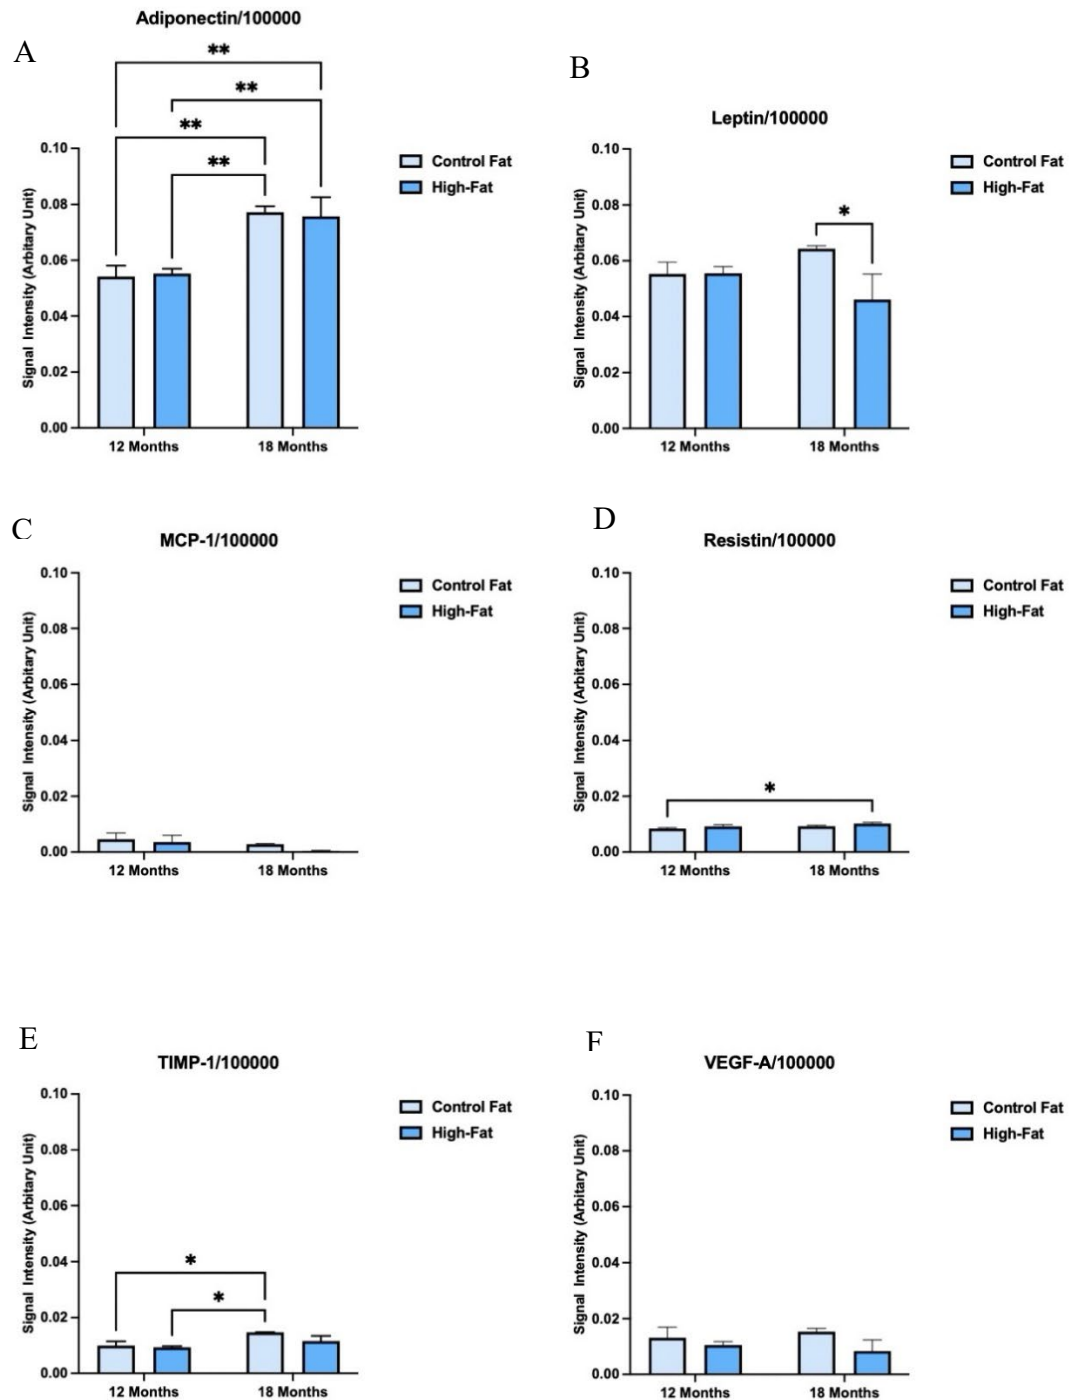 A
Adiponectin/100000
**
**
**
**
Signal Intensity (Arbitary Unit)
0.10
0.08
0.06
0.04
0.02
0.00
12 Months
18 Months
Control Fat
High-Fat
B
Leptin/100000
*
Signal Intensity (Arbitary Unit)
0.10
0.08
0.06
0.04
0.02
0.00
12 Months
18 Months
Control Fat
High-Fat
C
MCP-1/100000
Signal Intensity (Arbitary Unit)
0.10
0.08
0.06
0.04
0.02
0.00
12 Months
18 Months
Control Fat
High-Fat
D
Resistin/100000
*
Signal Intensity (Arbitary Unit)
0.10
0.08
0.06
0.04
0.02
0.00
12 Months
18 Months
Control Fat
High-Fat
E
TIMP-1/100000
*
*
Signal Intensity (Arbitary Unit)
0.10
0.08
0.06
0.04
0.02
0.00
12 Months
18 Months
Control Fat
High-Fat
F
VEGF-A/100000
Signal Intensity (Arbitary Unit)
0.10
0.08
0.06
0.04
0.02
0.00
12 Months
18 Months
Control Fat
High-Fat